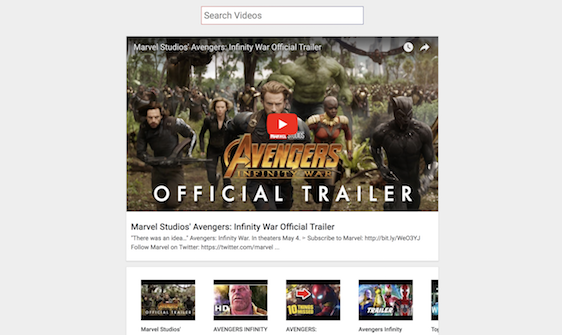 Search Videos
Marvel Studios' Avengers: Infinity War Official Trailer
MARVEL STUDIOS
AVENGERS
INFINITY WAR
OFFICIAL TRAILER
Marvel Studios' Avengers: Infinity War Official Trailer
"There was an idea..." Avengers: Infinity War. In theaters May 4. ► Subscribe to Marvel: http://bit.ly/WeO3YJ
Follow Marvel on Twitter: https://twitter.com/marvel ...
AVENGERS
HD
10
THINGS
MISSED
TRAILER
Marvel Studios'
AVENGERS INFINITY
AVENGERS:
Avengers Infinity